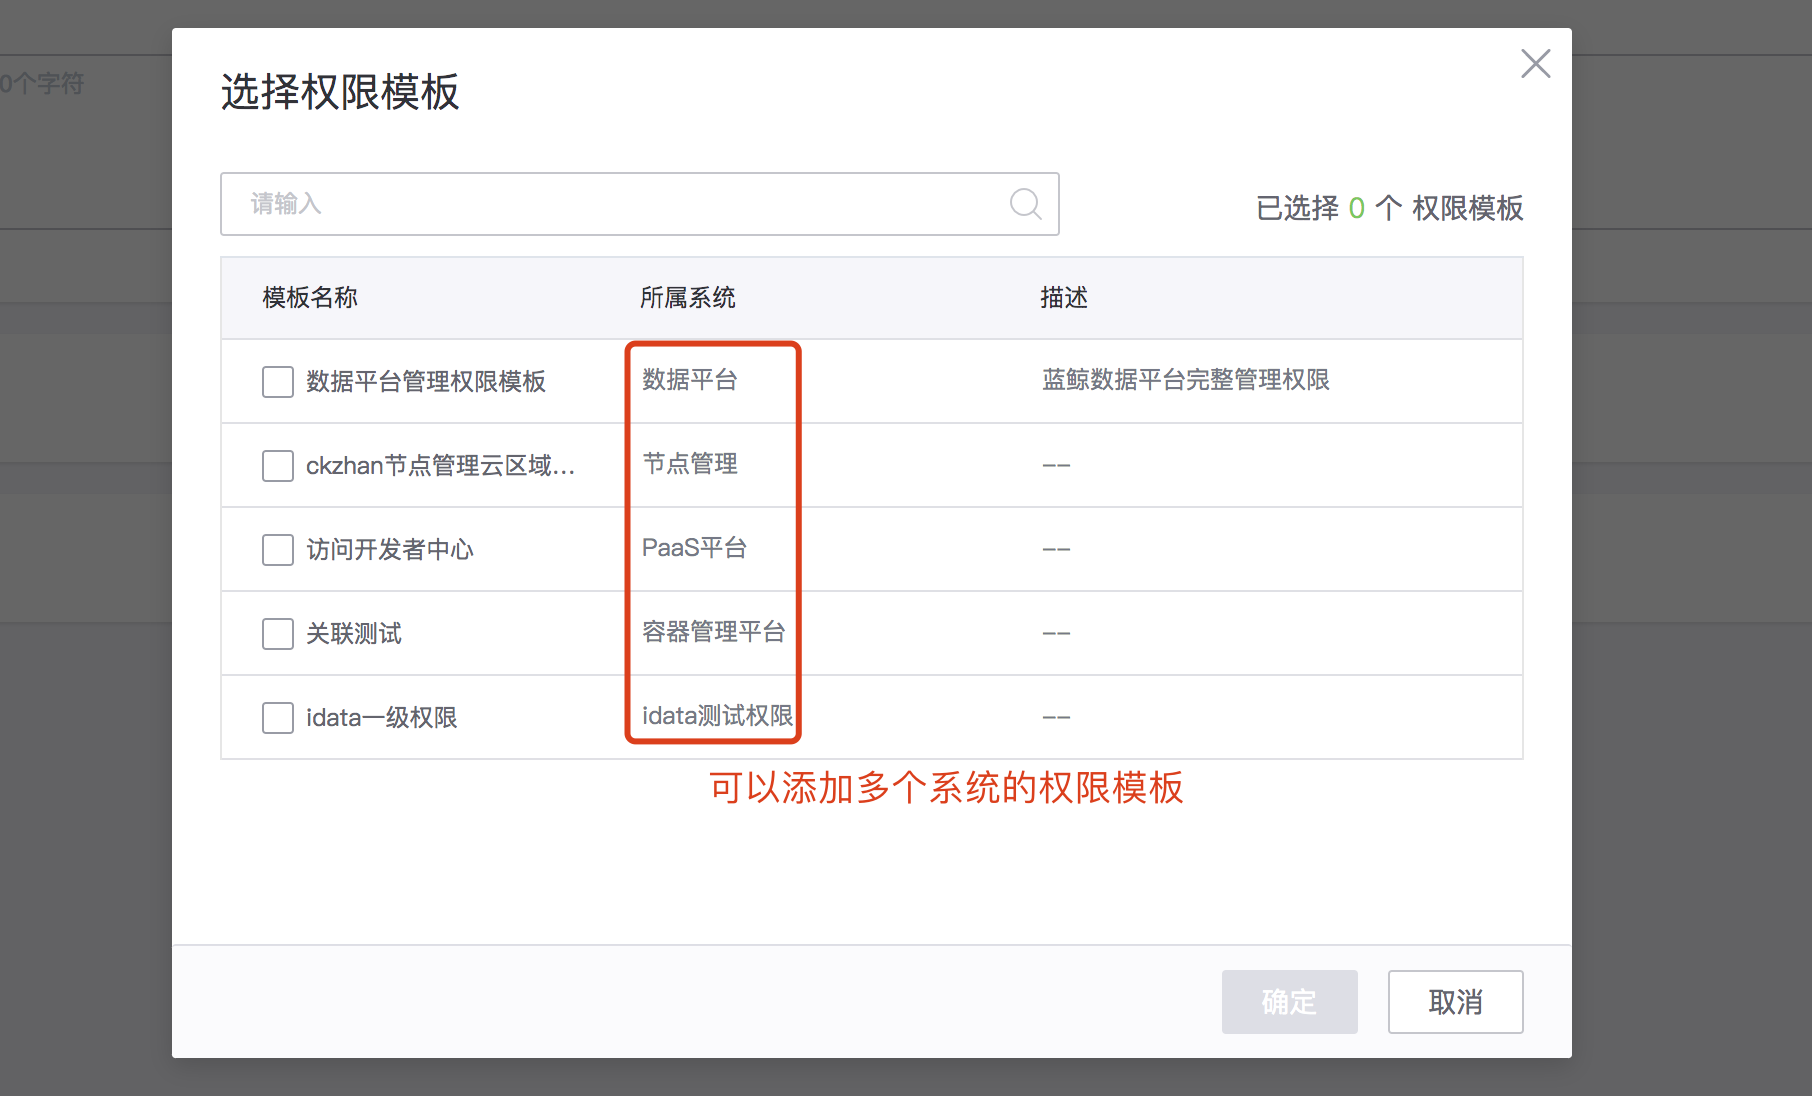 0个字符
选择权限模板
请输入
已选择 0 个 权限模板
模板名称 所属系统 描述
数据平台管理权限模板 数据平台 蓝鲸数据平台完整管理权限
ckzhan节点管理云区域... 节点管理 --
访问开发者中心 PaaS平台 --
关联测试 容器管理平台 --
idata一级权限 idata测试权限 --
可以添加多个系统的权限模板
确定 取消